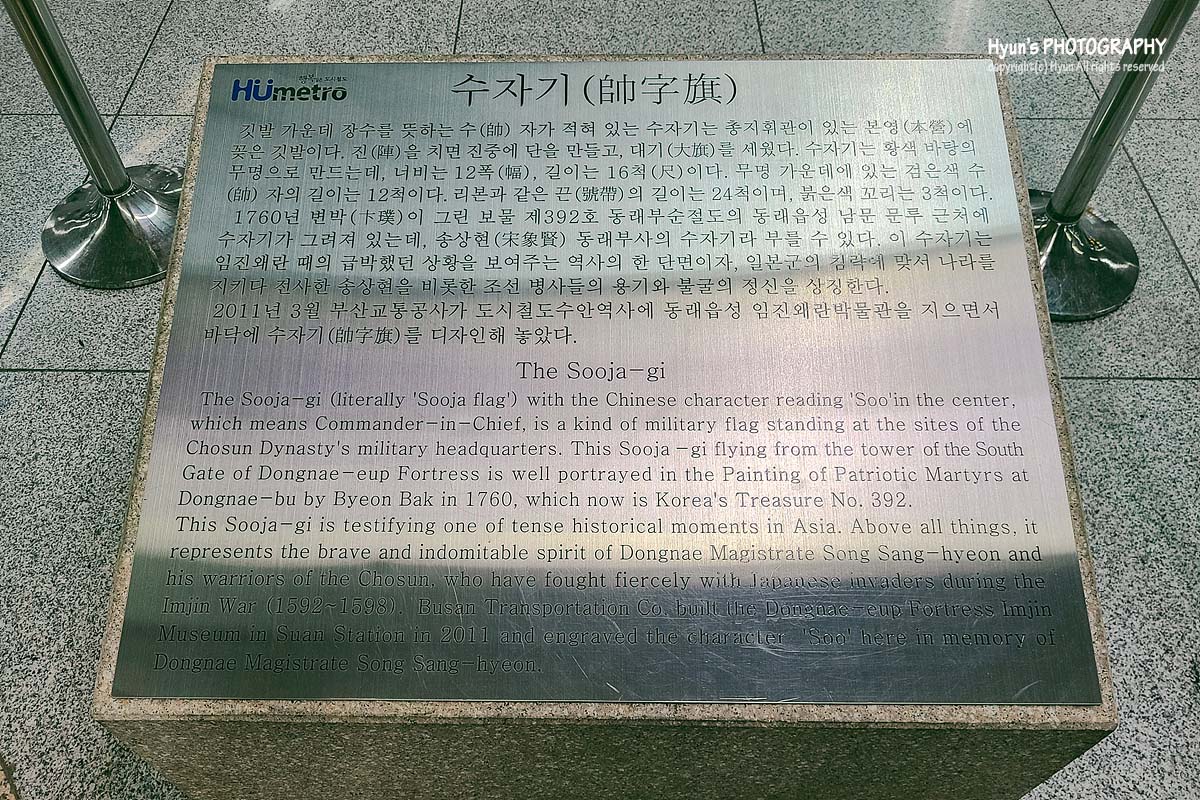 Hyun's PHOTOGRAPHY
copyright(c) Hyun All rights reserved
HUmetro
수자기(帥字旗)
깃발 가운데 장수를 뜻하는 수(帥) 자가 적혀 있는 수자기는 총지휘관이 있는 본영(本營)에
꽂은 깃발이다. 진(陣)을 치면 진중에 단을 만들고, 대기(大旗)를 세웠다. 수자기는 황색 바탕의
무명으로 만드는데, 너비는 12폭(幅), 길이는 16척(尺)이다. 무명 가운데에 있는 검은색 수
(帥) 자의 길이는 12척이다. 리본과 같은 끈(號帶)의 길이는 24척이며, 붉은색 꼬리는 3척이다.
1760년 변박(卞璞)이 그린 보물 제392호 동래부순절도의 동래읍성 남문 문루 근처에
수자기가 그려져 있는데, 송상현(宋象賢) 동래부사의 수자기라 부를 수 있다. 이 수자기는
임진왜란 때의 급박했던 상황을 보여주는 역사의 한 단면이자, 일본군의 침략에 맞서 나라를
지키다 전사한 송상현을 비롯한 조선 병사들의 용기와 불굴의 정신을 상징한다.
2011년 3월 부산교통공사가 도시철도수안역사에 동래읍성 임진왜란박물관을 지으면서
바닥에 수자기(帥字旗)를 디자인해 놓았다.
The Sooja-gi
The Sooja-gi (literally 'Sooja flag') with the Chinese character reading 'Soo'in the center,
which means Commander-in-Chief, is a kind of military flag standing at the sites of the
Chosun Dynasty's military headquarters. This Sooja-gi flying from the tower of the South
Gate of Dongnae-eup Fortress is well portrayed in the Painting of Patriotic Martyrs at
Dongnae-bu by Byeon Bak in 1760, which now is Korea's Treasure No. 392.
This Sooja-gi is testifying one of tense historical moments in Asia. Above all things, it
represents the brave and indomitable spirit of Dongnae Magistrate Song Sang-hyeon and
his warriors of the Chosun, who have fought fiercely with Japanese invaders during the
Imjin War (1592~1598). Busan Transportation Co. built the Dongnae-eup Fortress Imjin
Museum in Suan Station in 2011 and engraved the character 'Soo' here in memory of
Dongnae Magistrate Song Sang-hyeon.